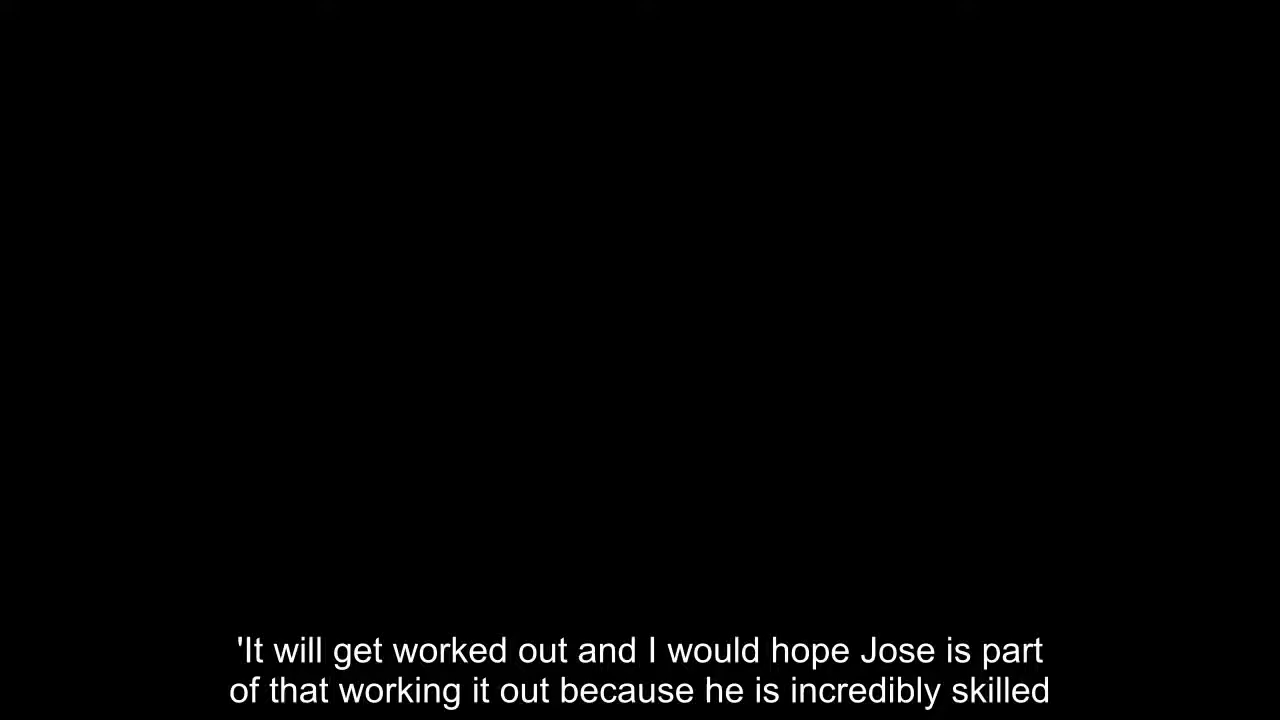 'It will get worked out and I would hope Jose is part
of that working it out because he is incredibly skilled